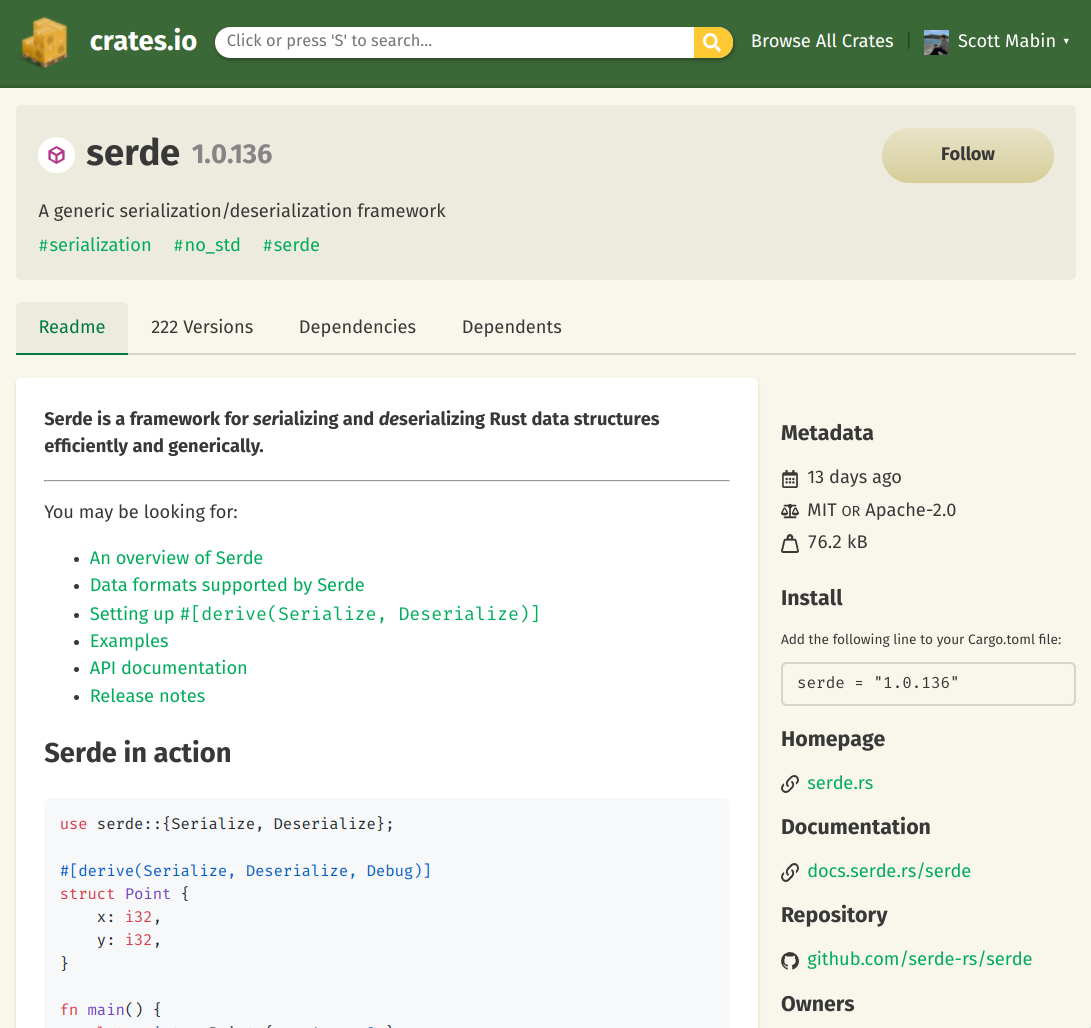 crates.io
Click or press 'S' to search...
Browse All Crates
Scott Mabin
serde 1.0.136
Follow
A generic serialization/deserialization framework
#serialization #no_std #serde
Readme 222 Versions Dependencies Dependents
Serde is a framework for serializing and deserializing Rust data structures
efficiently and generically.
You may be looking for:
An overview of Serde
Data formats supported by Serde
Setting up #[derive(Serialize, Deserialize)]
Examples
API documentation
Release notes
Serde in action
use serde::{Serialize, Deserialize};
#[derive(Serialize, Deserialize, Debug)]
struct Point {
    x: i32,
    y: i32,
}
fn main() {
Metadata
13 days ago
MIT OR Apache-2.0
76.2 kB
Install
Add the following line to your Cargo.toml file:
serde = "1.0.136"
Homepage
serde.rs
Documentation
docs.serde.rs/serde
Repository
github.com/serde-rs/serde
Owners